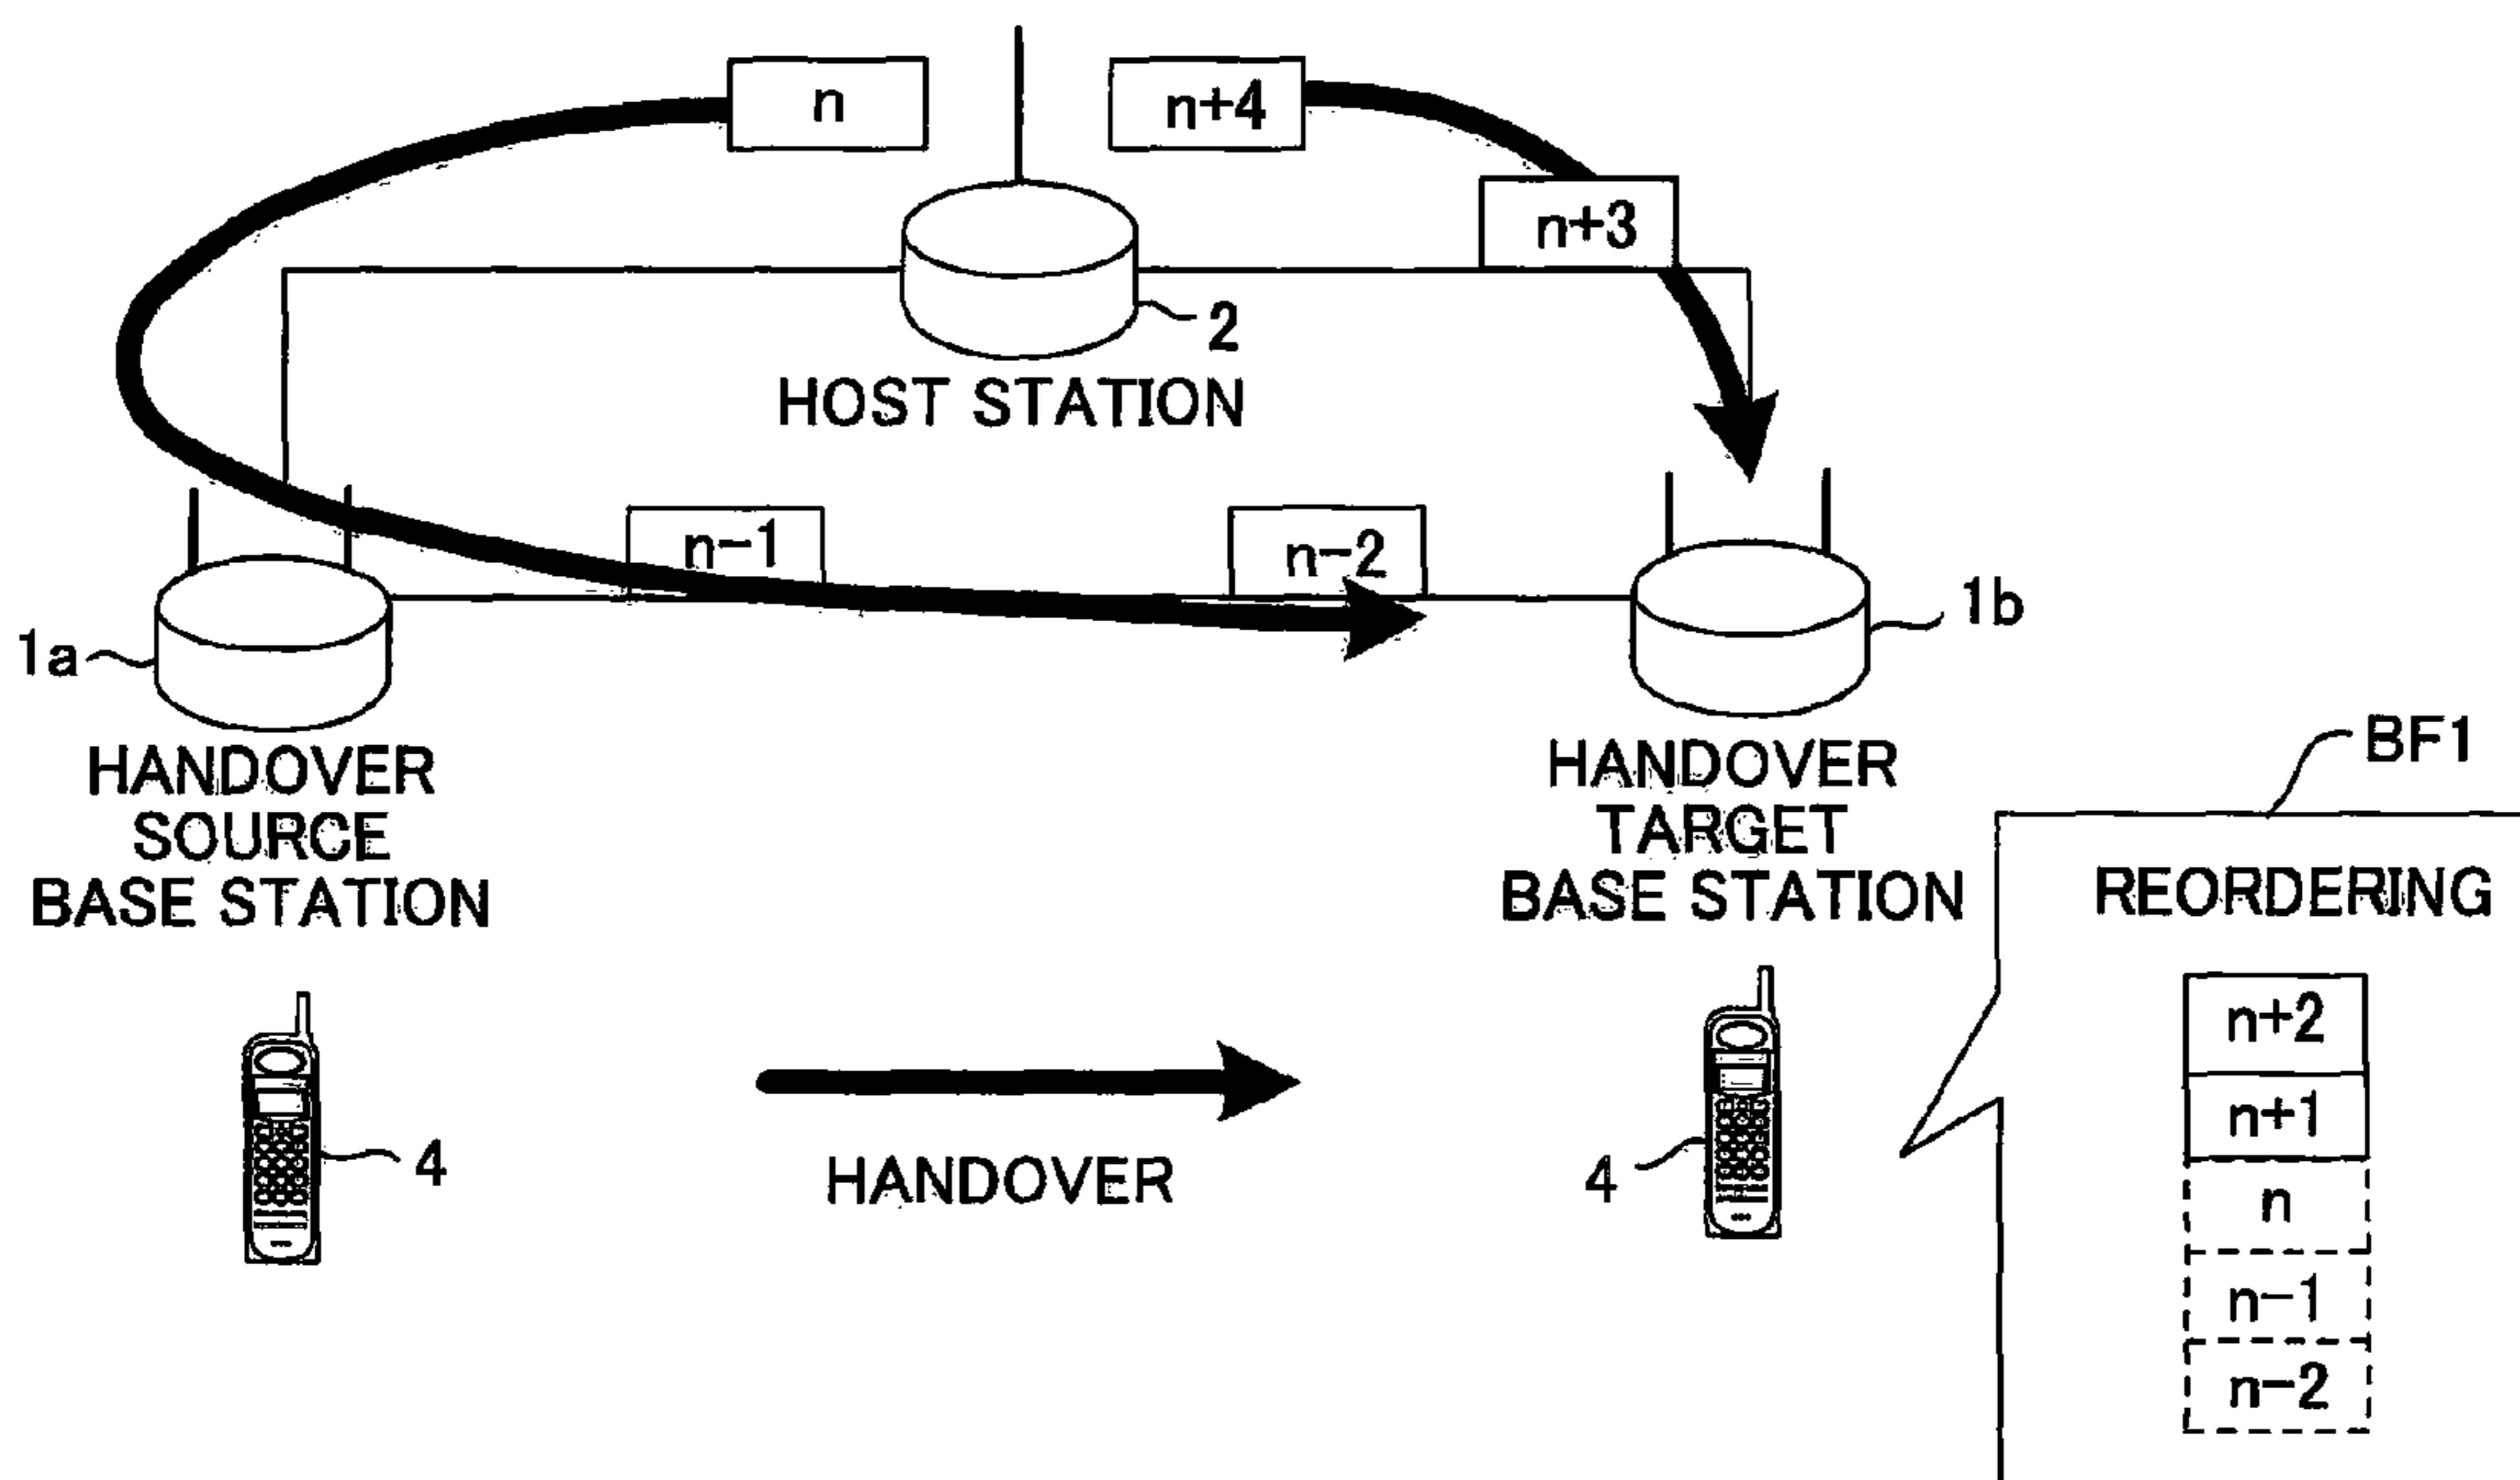 n
n+4
n+3
2
HOST STATION
n-1
n-2
1a
1b
HANDOVER
SOURCE
BASE STATION
HANDOVER
TARGET
BASE STATION
BF1
REORDERING
n+2
n+1
n
n-1
n-2
4
HANDOVER
4